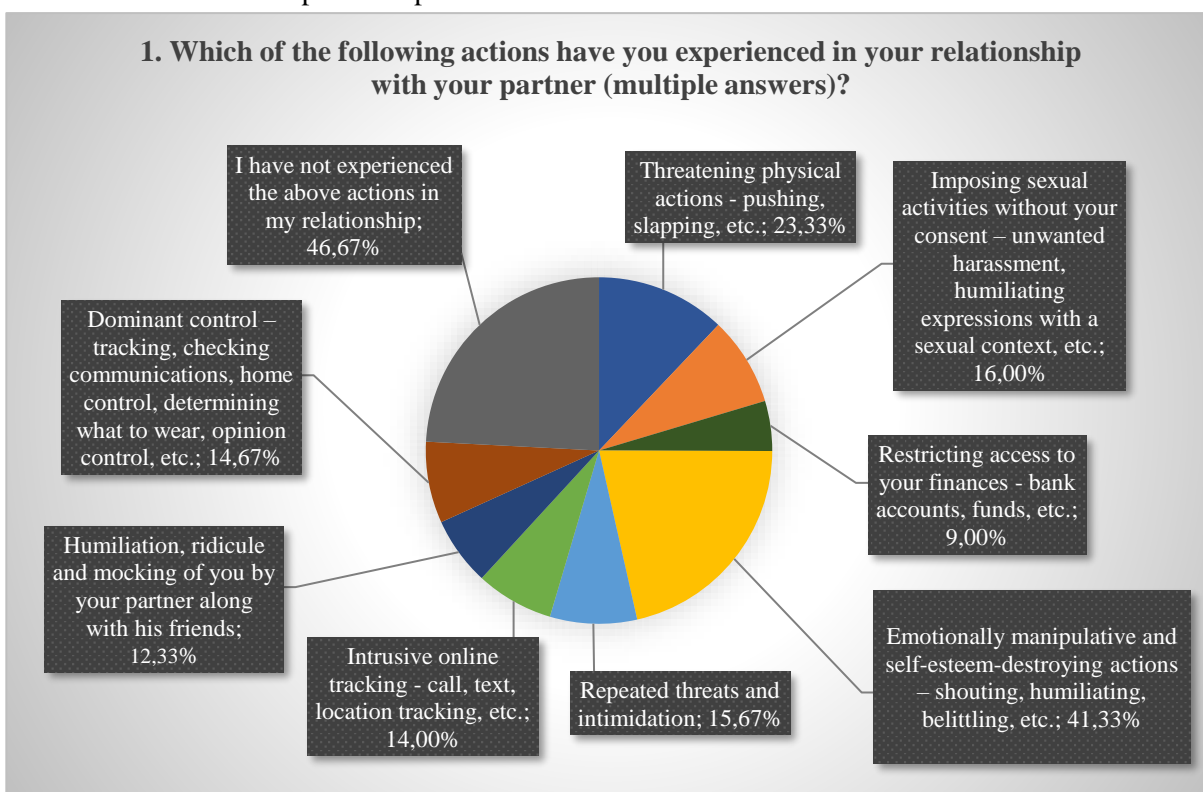 1. Which of the following actions have you experienced in your relationship
with your partner (multiple answers)?
I have not experienced
the above actions in
my relationship;
46,67%
Threatening physical
actions - pushing,
slapping, etc.; 23,33%
Imposing sexual
activities without your
consent – unwanted
harassment,
humiliating
expressions with a
sexual context, etc.;
16,00%
Dominant control –
tracking, checking
communications, home
control, determining
what to wear, opinion
control, etc.; 14,67%
Restricting access to
your finances - bank
accounts, funds, etc.;
9,00%
Humiliation, ridicule
and mocking of you by
your partner along
with his friends;
12,33%
Intrusive online
tracking - call, text,
location tracking, etc.;
14,00%
Repeated threats and
intimidation; 15,67%
Emotionally manipulative and
self-esteem-destroying actions
– shouting, humiliating,
belittling, etc.; 41,33%